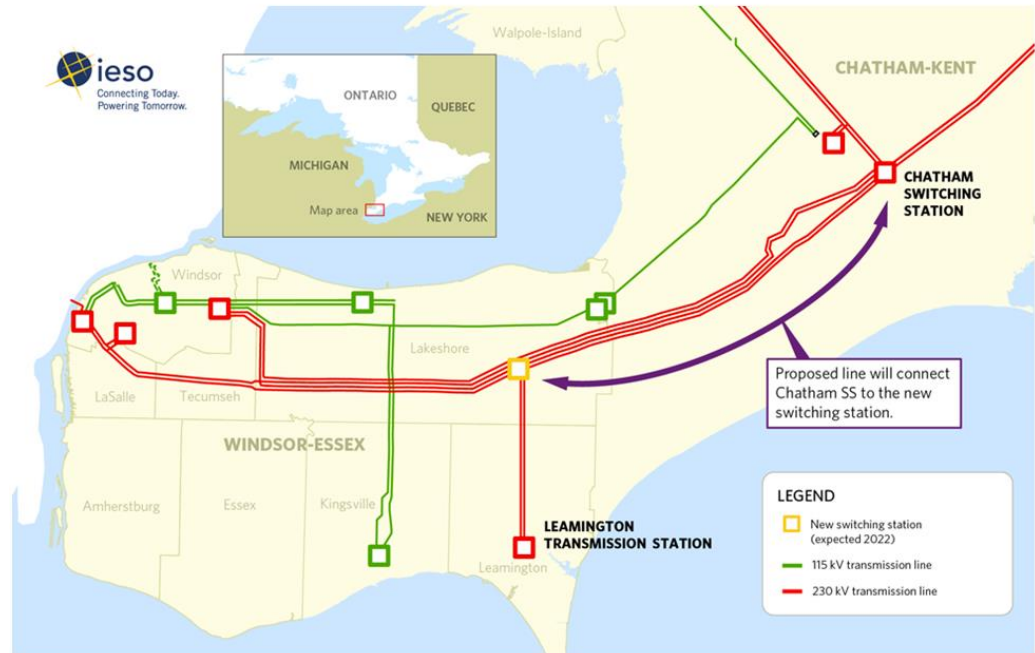 ieso
Connecting Today.
Powering Tomorrow.
ONTARIO
QUEBEC
MICHIGAN
Map area
NEW YORK
Walpole-Island
CHATHAM-KENT
CHATHAM
SWITCHING
STATION
Windsor
Lakeshore
LaSalle
Tecumseh
Proposed line will connect
Chatham SS to the new
switching station.
WINDSOR-ESSEX
Amherstburg
Essex
Kingsville
LEAMINGTON
TRANSMISSION STATION
Leamington
LEGEND
New switching station
(expected 2022)
115 kV transmission line
230 kV transmission line